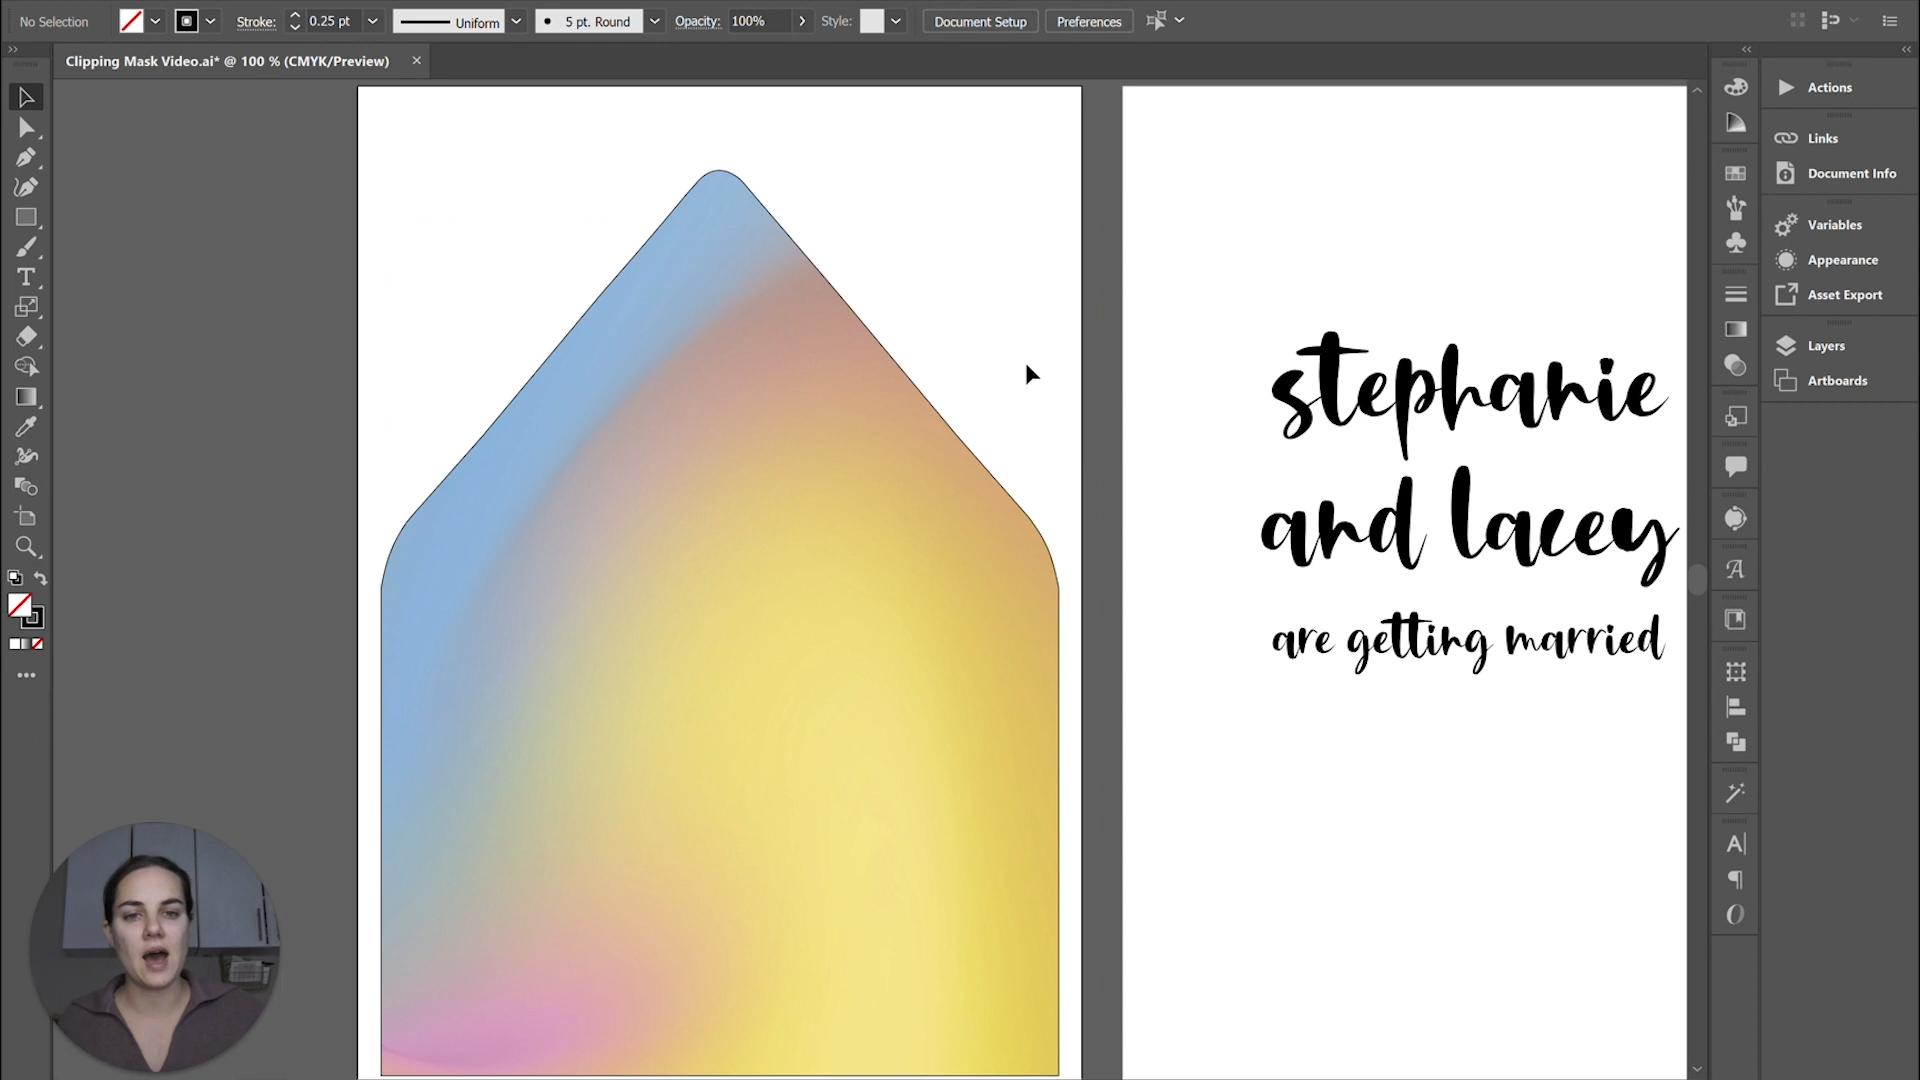 No Selection
Stroke:
0.25 pt
Uniform
5 pt. Round
Opacity:
100%
Style:
Document Setup
Preferences
Clipping Mask Video.ai* @ 100 % (CMYK/Preview)
Actions
Links
Document Info
Variables
Appearance
Asset Export
Layers
Artboards
stephanie
and lacey
are getting married